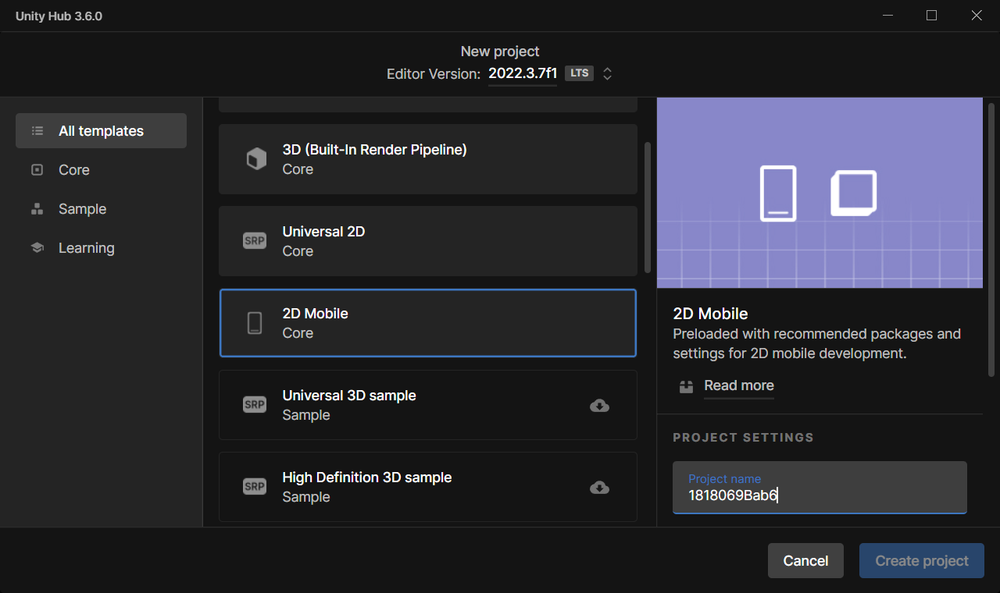 Unity Hub 3.6.0
New project
Editor Version: 2022.3.7f1 LTS
All templates
Core
Sample
Learning
3D (Built-In Render Pipeline)
Core
SRP
Universal 2D
Core
2D Mobile
Core
SRP
Universal 3D sample
Sample
SRP
High Definition 3D sample
Sample
2D Mobile
Preloaded with recommended packages and
settings for 2D mobile development.
Read more
PROJECT SETTINGS
Project name
1818069Bab6
Cancel
Create project